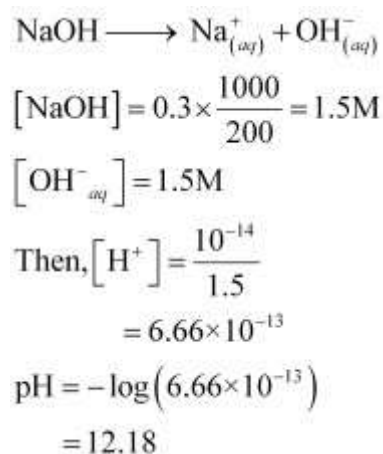 NaOH ⟶ Na⁺₍aq₎ + OH⁻₍aq₎
[NaOH] = 0.3 × 1000/200 = 1.5M
[OH⁻aq] = 1.5M
Then, [H⁺] = 10⁻¹⁴/1.5
= 6.66×10⁻¹³
pH = −log(6.66×10⁻¹³)
= 12.18